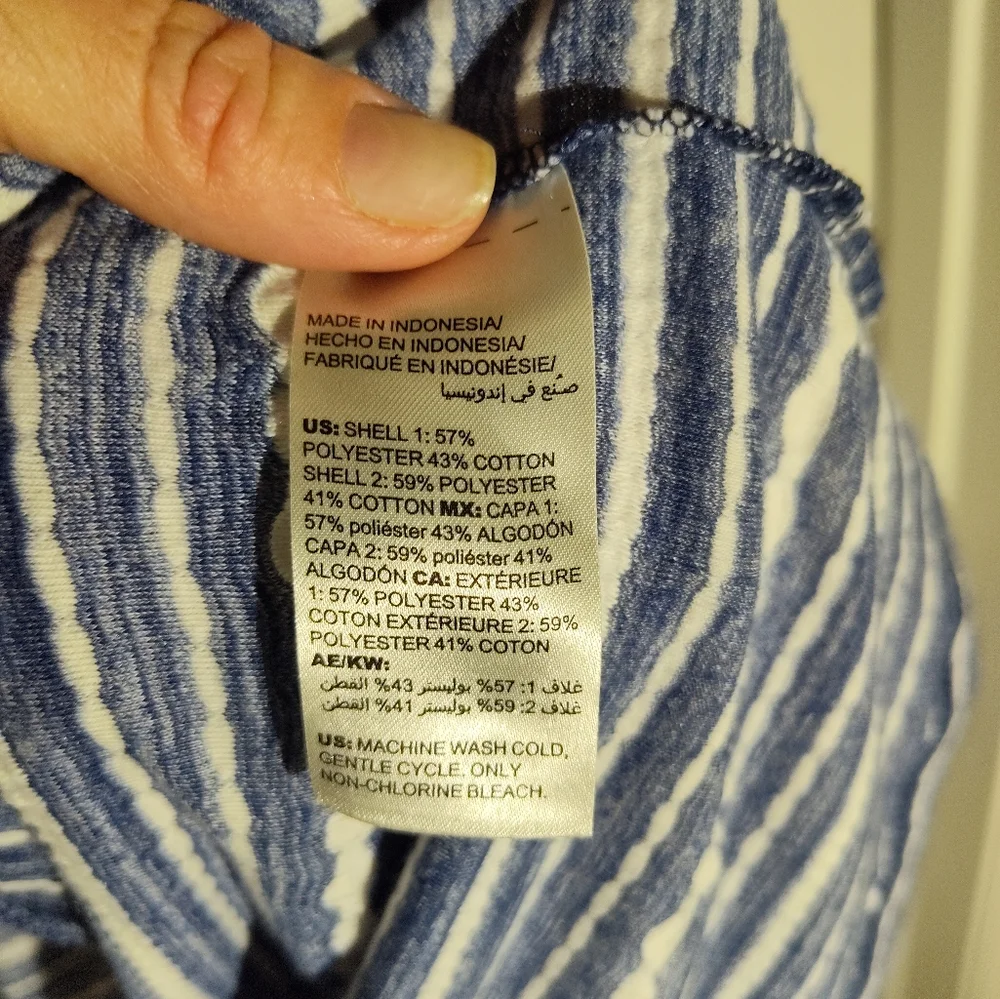 MADE IN INDONESIA/
HECHO EN INDONESIA/
FABRIQUÉ EN INDONÉSIE/
صُنع في إندونيسيا
US: SHELL 1: 57%
POLYESTER 43% COTTON
SHELL 2: 59% POLYESTER
41% COTTON MX: CAPA 1:
57% poliéster 43% ALGODÓN
CAPA 2: 59% poliéster 41%
ALGODÓN CA: EXTÉRIEURE
1: 57% POLYESTER 43%
COTON EXTÉRIEURE 2: 59%
POLYESTER 41% COTON
AE/KW:
غلاف 1: 57% بوليستر 43% القطن
غلاف 2: 59% بوليستر 41% القطن
US: MACHINE WASH COLD,
GENTLE CYCLE. ONLY
NON-CHLORINE BLEACH.